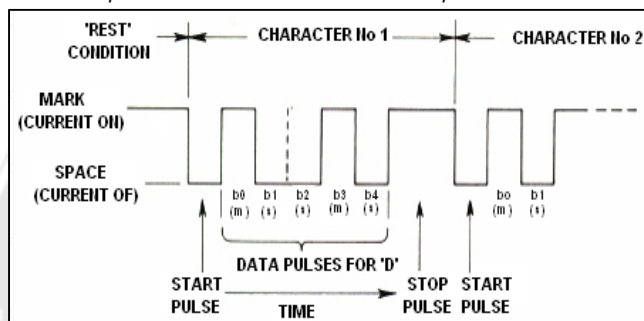 'REST'
CONDITION
CHARACTER No 1
CHARACTER No 2
MARK
(CURRENT ON)
SPACE
(CURRENT OF)
b0 b1 b2 b3 b4 bo b1
(m) (s) (s) (m) (s) (m) (s)
DATA PULSES FOR 'D'
START
PULSE
TIME
STOP
PULSE
START
PULSE